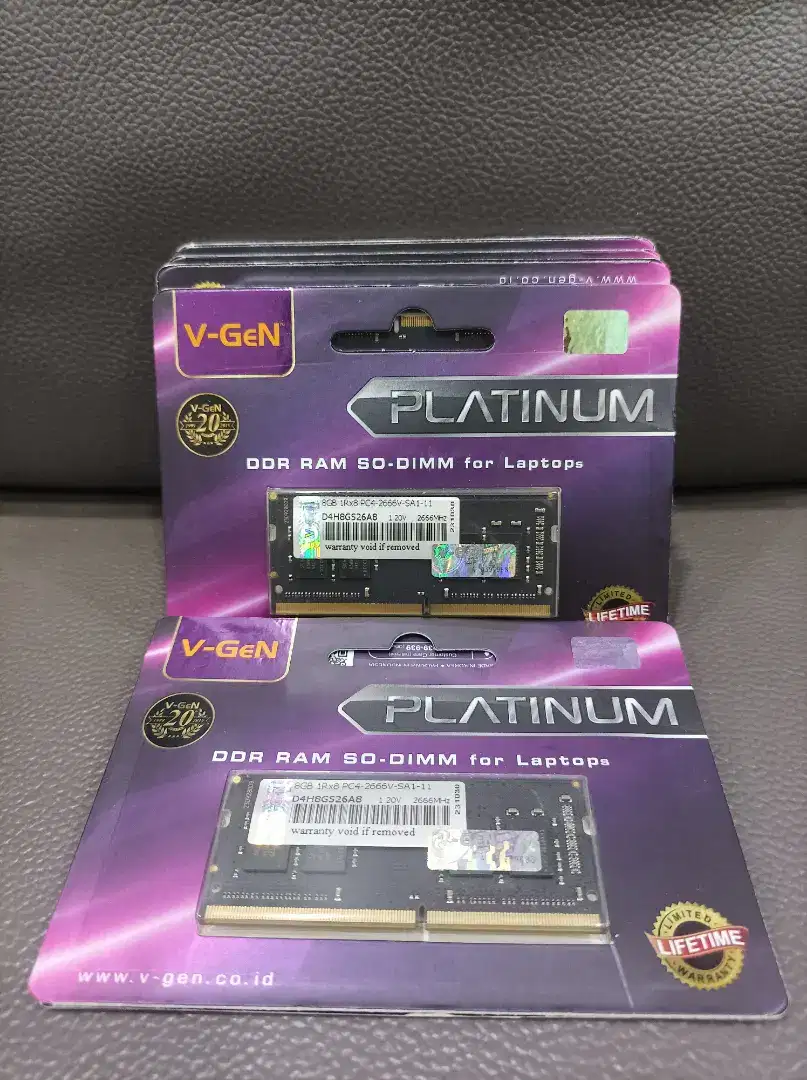 www.v-gen.co.id
V-GeN
PLATINUM
V-GeN
20
DDR RAM SO-DIMM for Laptops
8GB 1Rx8 PC4-2666V-SA1-11
D4H8GS26A8 1.20V 2666MHz
warranty void if removed
LIMITED
LIFETIME
V-GeN
PLATINUM
V-GeN
20
DDR RAM SO-DIMM for Laptops
8GB 1Rx8 PC4-2666V-SA1-11
D4H8GS26A8 1.20V 2666MHz
warranty void if removed
LIMITED
LIFETIME
WARRANTY
www.v-gen.co.id